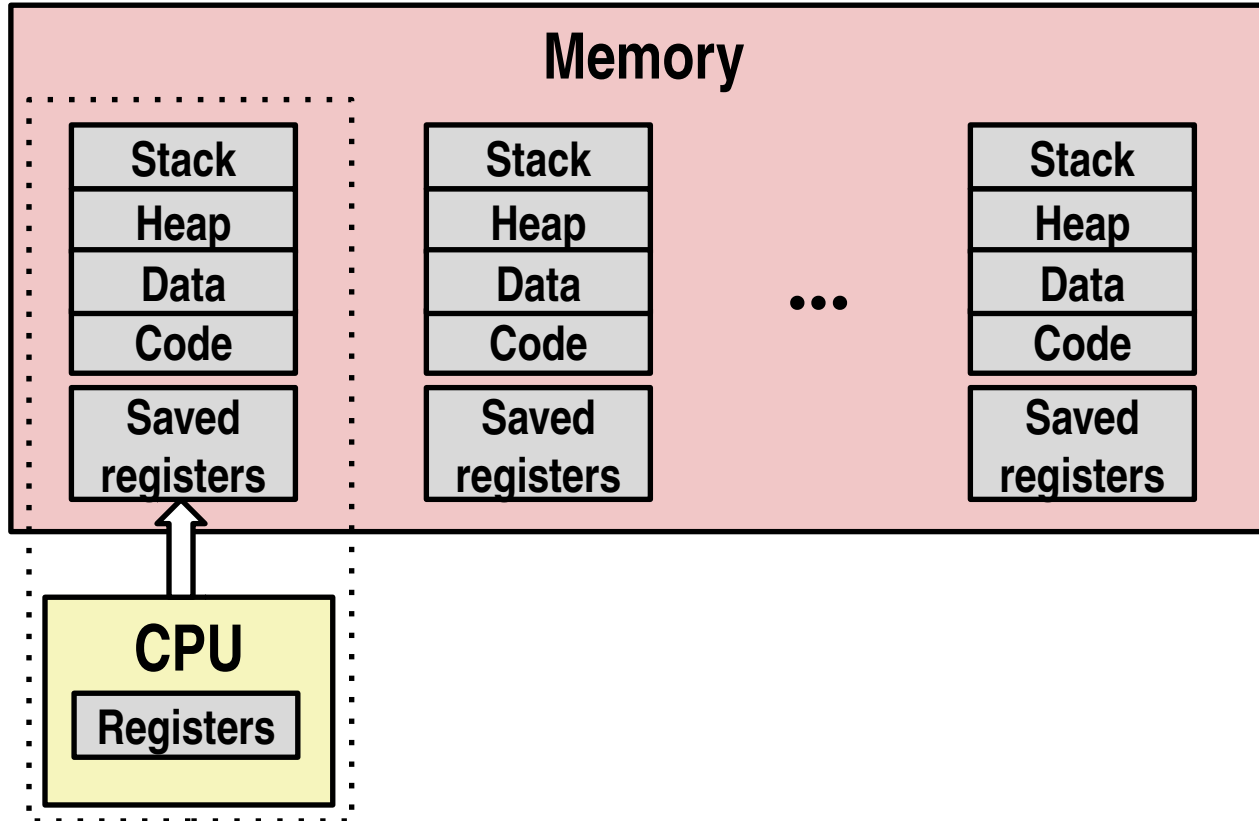 Memory
Stack
Heap
Data
Code
Saved
registers
Stack
Heap
Data
Code
Saved
registers
...
Stack
Heap
Data
Code
Saved
registers
CPU
Registers